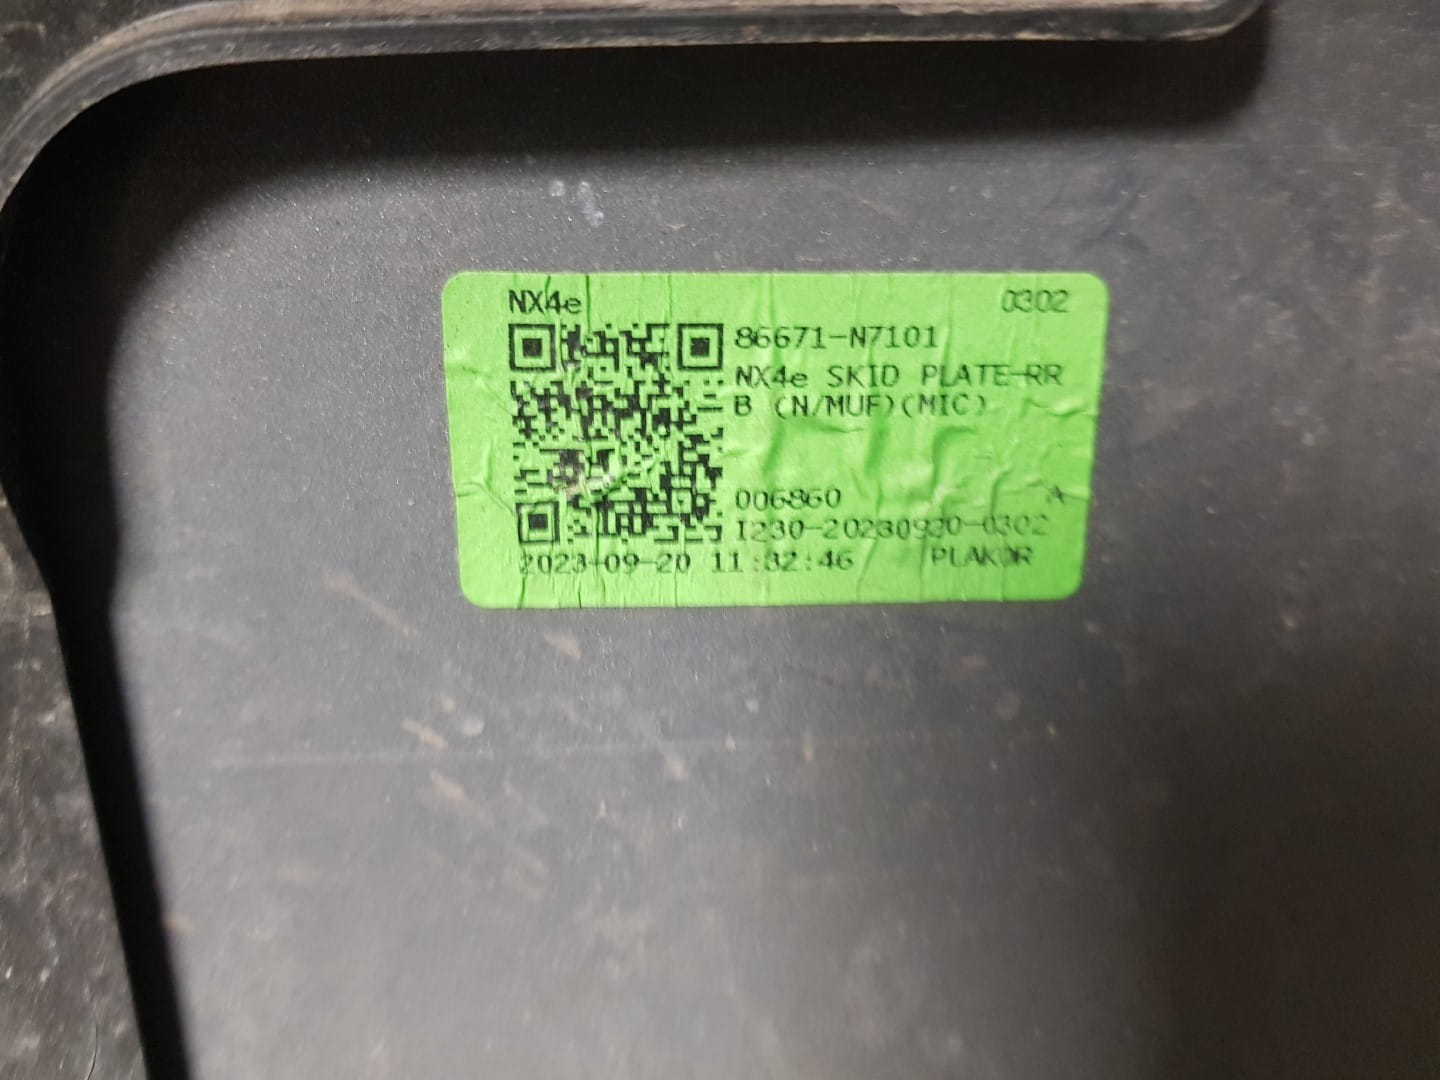 NX4e 0302
86671-N7101
NX4e SKID PLATE-RR
B (N/MUF)(MIC)
006860 A
I230-20230920-0302
2023-09-20 11:32:46 PLAKOR